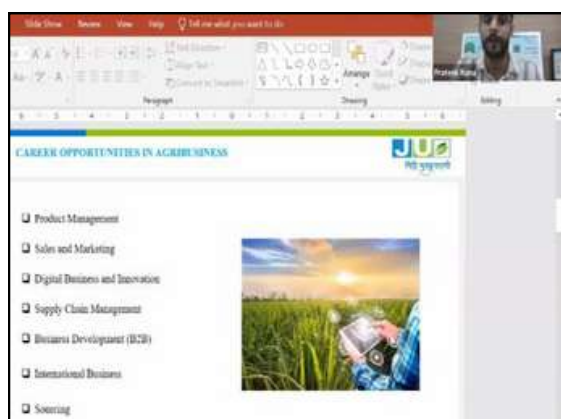 Slide Show Review View Help Tell me what you want to do
Arrange
Paragraph Drawing Editing
CAREER OPPORTUNITIES IN AGRIBUSINESS
JU
Product Management
Sales and Marketing
Digital Business and Innovation
Supply Chain Management
Business Development (B2B)
International Business
Sourcing